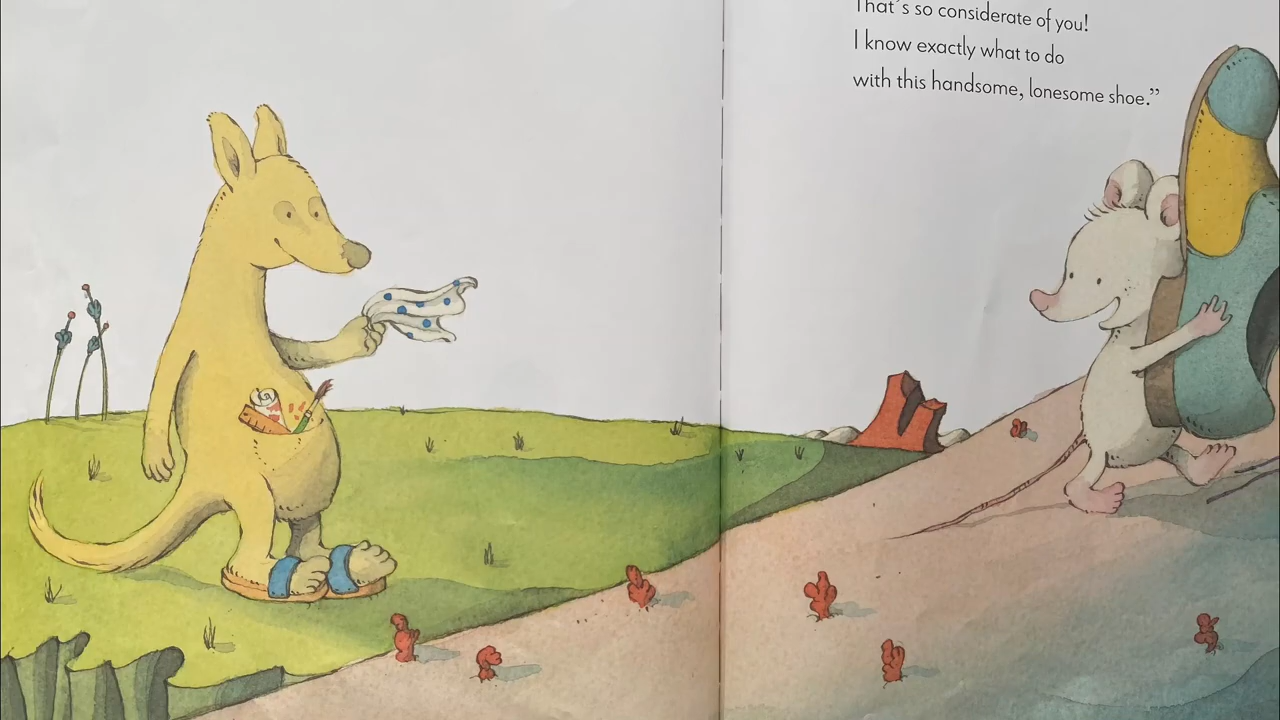 That's so considerate of you!
I know exactly what to do
with this handsome, lonesome shoe.”